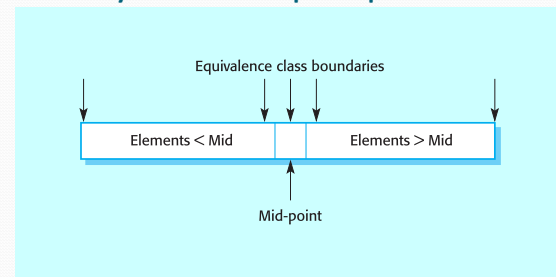 Equivalence class boundaries
Elements < Mid
Elements > Mid
Mid-point